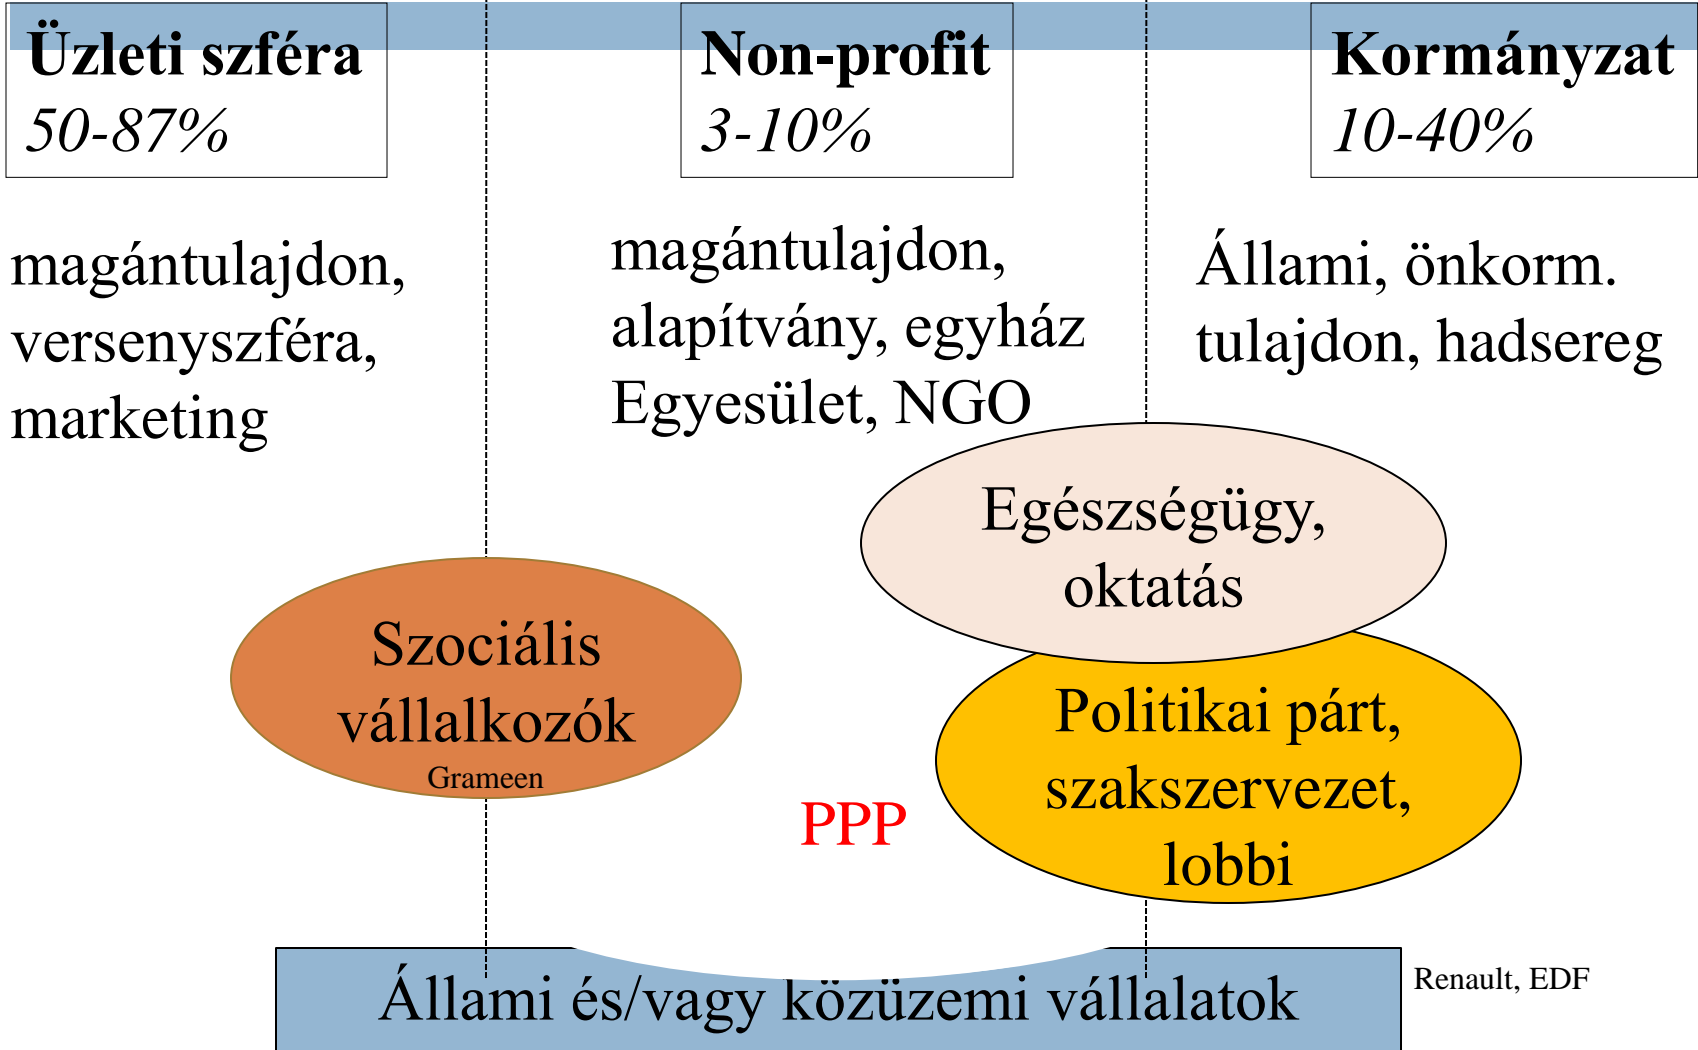 Üzleti szféra
50-87%
Non-profit
3-10%
Kormányzat
10-40%
magántulajdon,
versenyszféra,
marketing
magántulajdon,
alapítvány, egyház
Egyesület, NGO
Állami, önkorm.
tulajdon, hadsereg
Egészségügy,
oktatás
Szociális
vállalkozók
Grameen
Politikai párt,
szakszervezet,
lobbi
PPP
Állami és/vagy közüzemi vállalatok
Renault, EDF